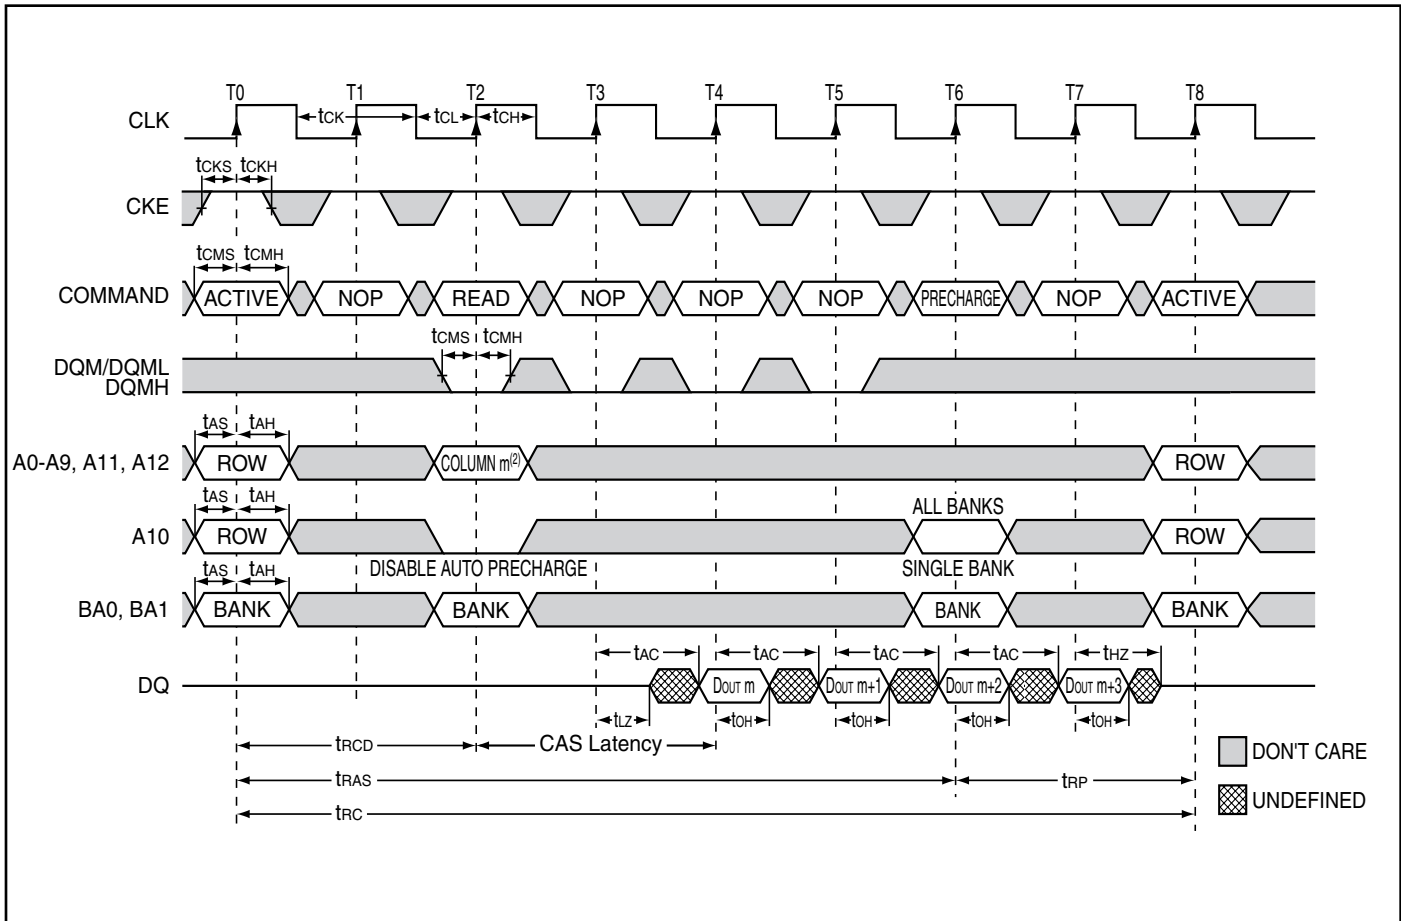 T0 T1 T2 T3 T4 T5 T6 T7 T8
CLK tCK tCL tCH
tCKS tCKH
CKE
tCMS tCMH
COMMAND ACTIVE NOP READ NOP NOP NOP PRECHARGE NOP ACTIVE
tCMS tCMH
DQM/DQML
DQMH
tAS tAH
A0-A9, A11, A12 ROW COLUMN m(2) ROW
tAS tAH ALL BANKS
A10 ROW ROW
DISABLE AUTO PRECHARGE SINGLE BANK
tAS tAH
BA0, BA1 BANK BANK BANK BANK
tAC tAC tAC tAC tHZ
DQ DOUT m DOUT m+1 DOUT m+2 DOUT m+3
tLZ tOH tOH tOH tOH
tRCD CAS Latency
DON'T CARE
tRAS tRP
UNDEFINED
tRC